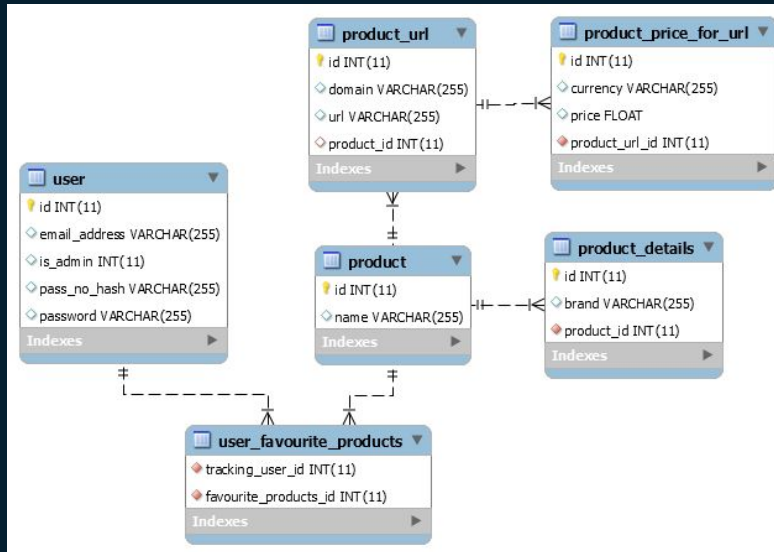 product_url
id INT(11)
domain VARCHAR(255)
url VARCHAR(255)
product_id INT(11)
Indexes
product_price_for_url
id INT(11)
currency VARCHAR(255)
price FLOAT
product_url_id INT(11)
Indexes
user
id INT(11)
email_address VARCHAR(255)
is_admin INT(11)
pass_no_hash VARCHAR(255)
password VARCHAR(255)
Indexes
product
id INT(11)
name VARCHAR(255)
Indexes
product_details
id INT(11)
brand VARCHAR(255)
product_id INT(11)
Indexes
user_favourite_products
tracking_user_id INT(11)
favourite_products_id INT(11)
Indexes